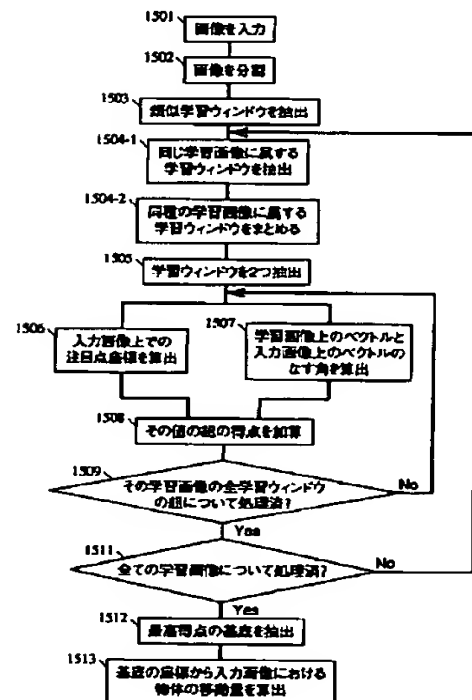 1501
画像を入力
1502
画像を分割
1503
類似学習ウィンドウを抽出
1504-1
同じ学習画像に属する
学習ウィンドウを抽出
1504-2
同種の学習画像に属する
学習ウィンドウをまとめる
1505
学習ウィンドウを2つ抽出
1506
入力画像上での
注目点座標を算出
1507
学習画像上のベクトルと
入力画像上のベクトルの
なす角を算出
1508
その値の組の得点を加算
1509
その学習画像の全学習ウィンドウ
の組について処理済?
No
Yes
1511
全ての学習画像について処理済?
No
Yes
1512
最高得点の基底を抽出
1513
基底の座標から入力画像における
物体の移動量を算出